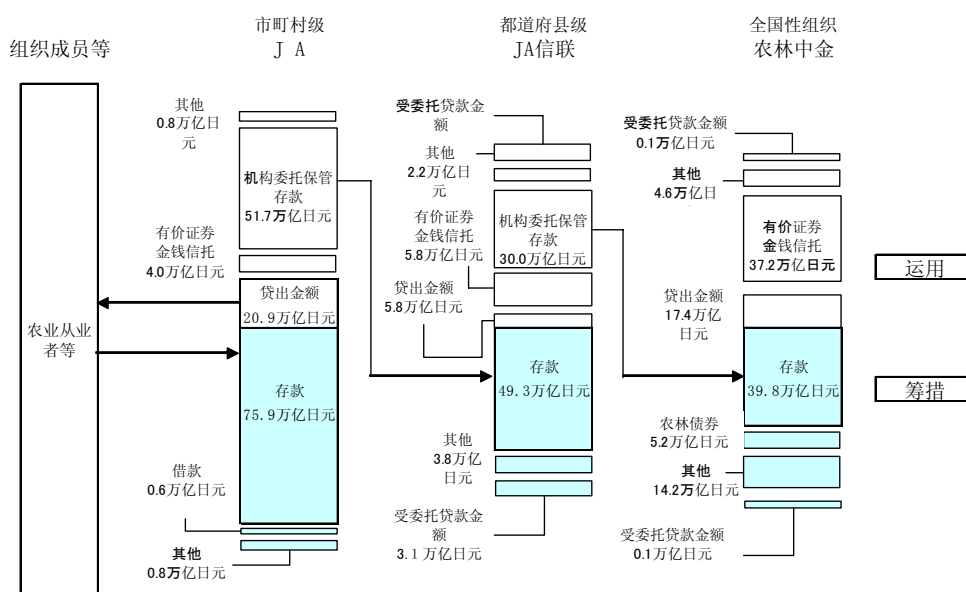 组织成员等
市町村级
J A
都道府县级
JA信联
全国性组织
农林中金
农业从业
者等
其他
0.8万亿日
元
机构委托保管
存款
51.7万亿日元
有价证券
金钱信托
4.0万亿日元
贷出金额
20.9万亿日元
存款
75.9万亿日元
借款
0.6万亿日元
其他
0.8万亿日元
受委托贷款金
额
其他
2.2万亿日
元
机构委托保管
存款
30.0万亿日元
有价证券
金钱信托
5.8万亿日元
贷出金额
5.8万亿日元
存款
49.3万亿日元
其他
3.8万亿
日元
受委托贷款金
额
3.1万亿日元
受委托贷款金额
0.1万亿日元
其他
4.6万亿日
有价证券
金钱信托
37.2万亿日元
贷出金额
17.4万亿
日元
存款
39.8万亿日元
农林债券
5.2万亿日元
其他
14.2万亿日元
受委托贷款金额
0.1万亿日元
运用
筹措